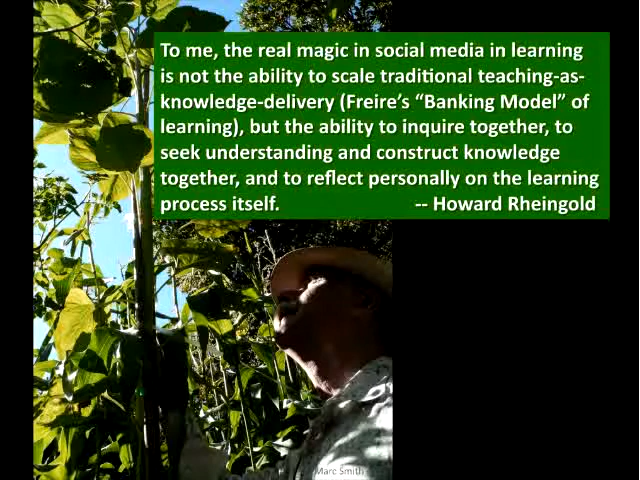 To me, the real magic in social media in learning
is not the ability to scale traditional teaching-as-
knowledge-delivery (Freire's “Banking Model” of
learning), but the ability to inquire together, to
seek understanding and construct knowledge
together, and to reflect personally on the learning
process itself. -- Howard Rheingold
Marc Smith